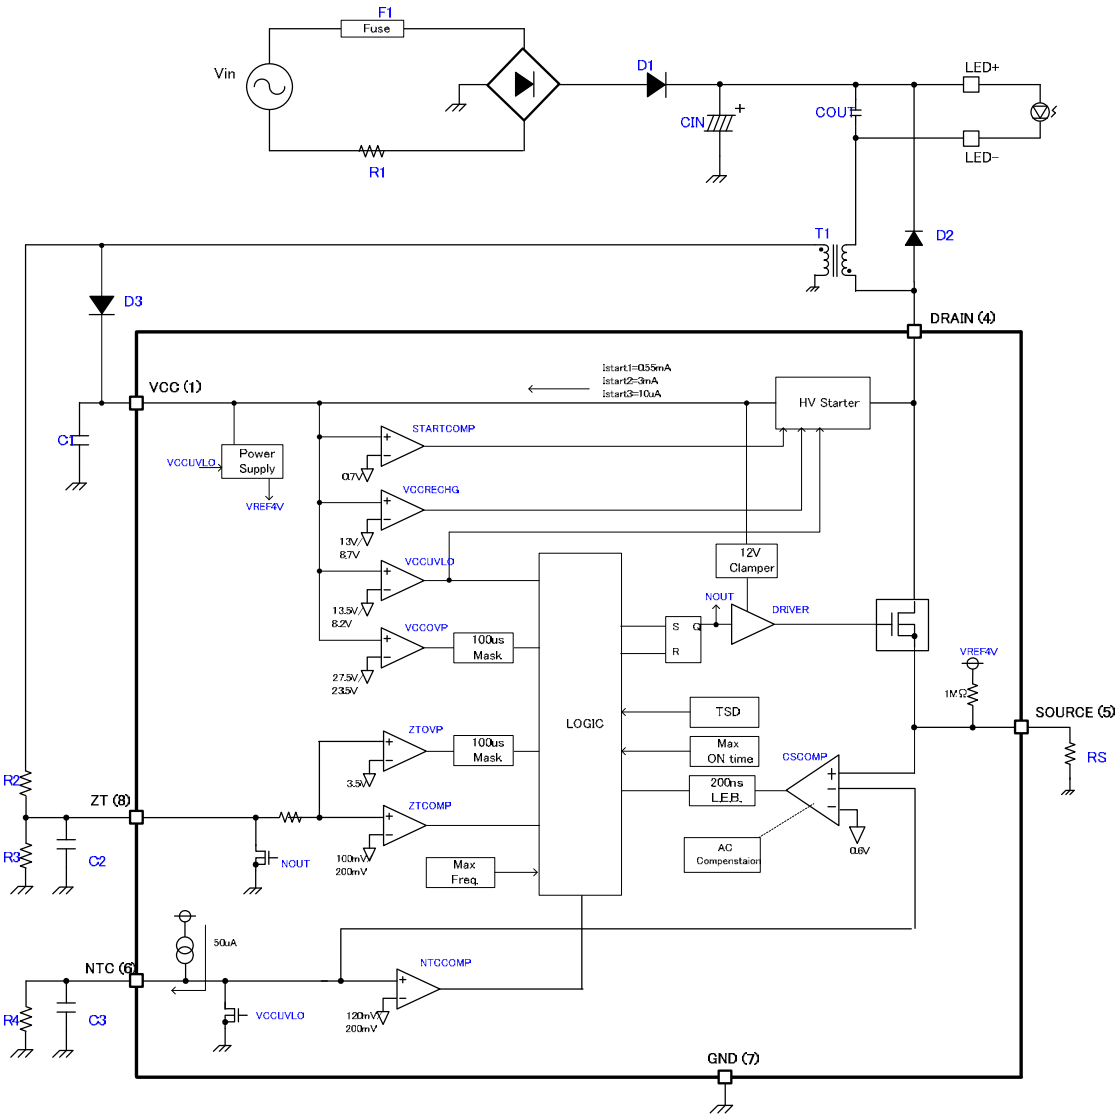 F1
Fuse
Vin
R1
D1
CIN
+
COUT
LED+
LED-
T1
D2
D3
DRAIN (4)
VCC (1)
Istart1=0.55mA
Istart2=3mA
Istart3=10uA
HV Starter
C1
VCCUVLO
Power
Supply
VREF4V
STARTCOMP
+
-
0.7V
VCCRECHG
+
-
13V/
8.7V
VCCUVLO
+
-
13.5V/
8.2V
12V
Clamper
VCCOVP
+
-
27.5V/
23.5V
100us
Mask
S Q
R
NOUT
DRIVER
VREF4V
1MΩ
SOURCE (5)
RS
LOGIC
TSD
Max
ON time
200ns
L.E.B.
CSCOMP
+
-
-
0.6V
AC
Compenstaion
ZTOVP
+
-
3.5V
100us
Mask
R2
ZT (8)
R3
C2
NOUT
ZTCOMP
+
-
100mV/
200mV
Max
Freq.
50uA
NTC (6)
R4
C3
VCCUVLO
NTCCOMP
+
-
120mV/
200mV
GND (7)